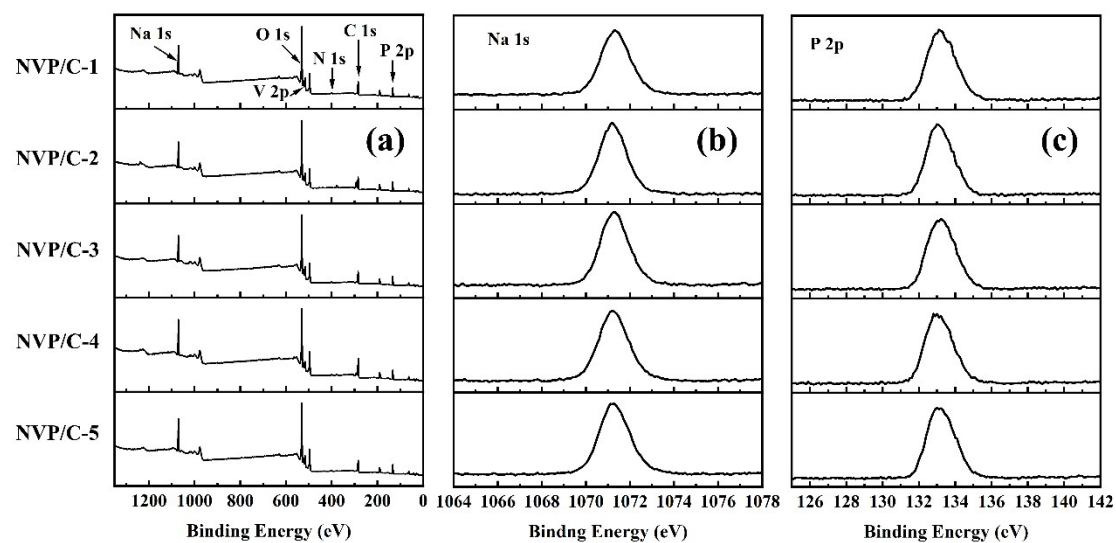 NVP/C-1
NVP/C-2
NVP/C-3
NVP/C-4
NVP/C-5
Na 1s
O 1s
V 2p
N 1s
C 1s
P 2p
(a)
1200 1000 800 600 400 200 0
Binding Energy (eV)
Na 1s
(b)
1064 1066 1068 1070 1072 1074 1076 1078
Bindng Energy (eV)
P 2p
(c)
126 128 130 132 134 136 138 140 142
Binding Energy (eV)